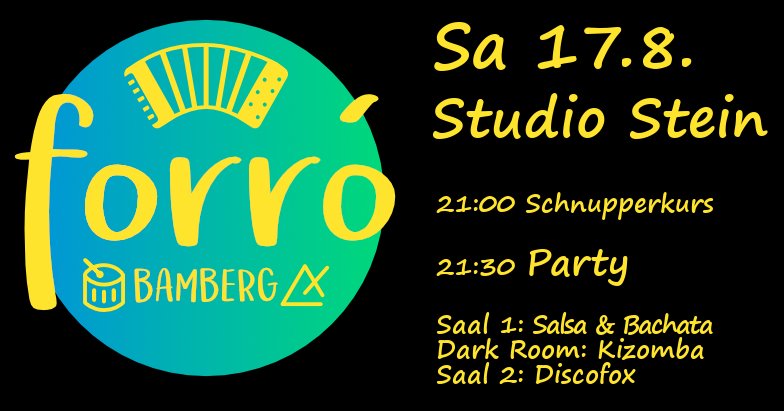 forró
BAMBERG
Sa 17.8.
Studio Stein
21:00 Schnupperkurs
21:30 Party
Saal 1: Salsa & Bachata
Dark Room: Kizomba
Saal 2: Discofox